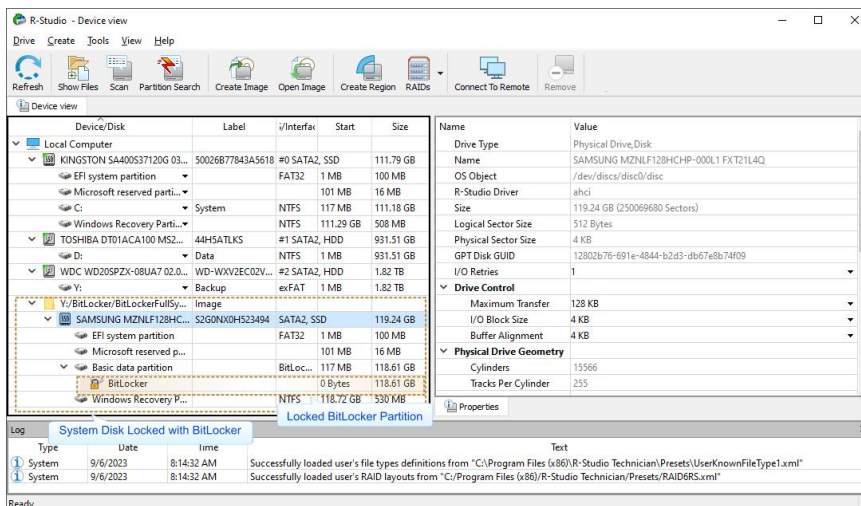 R-Studio - Device view
Drive Create Tools View Help
Refresh Show Files Scan Partition Search Create Image Open Image Create Region RAIDs Connect To Remote Remove
Device view
Device/Disk Label Start Size
Local Computer
KINGSTON SA400S37120G 03... 50026B77843A5618 #0 SATA2, SSD 111.79 GB
EFI system partition FAT32 1 MB 100 MB
Microsoft reserved parti... 101 MB 16 MB
C: System NTFS 117 MB 111.18 GB
Windows Recovery Parti... NTFS 111.29 GB 508 MB
TOSHIBA DT01ACA100 MS2... 44H5ATLKS #1 SATA2, HDD 931.51 GB
D: Data NTFS 1 MB 931.51 GB
WDC WD20SPZX-08UA7 02.0... WD-WXV2EC02V... #2 SATA2, HDD 1.82 TB
Y: Backup exFAT 1 MB 1.82 TB
Y:/BitLocker/BitLockerFullSy... Image
SAMSUNG MZNLF128HC... S2G0NX0H523494 SATA2, SSD 119.24 GB
EFI system partition FAT32 1 MB 100 MB
Microsoft reserved p... 101 MB 16 MB
Basic data partition BitLoc... 117 MB 118.61 GB
BitLocker 0 Bytes 118.61 GB
Windows Recovery P... NTFS 118.72 GB 530 MB
Locked BitLocker Partition
System Disk Locked with BitLocker
Name Value
Drive Type Physical Drive,Disk
Name SAMSUNG MZNLF128HCHP-000L1 FXT21L4Q
OS Object /dev/discs/disc0/disc
R-Studio Driver ahci
Size 119.24 GB (250069680 Sectors)
Logical Sector Size 512 Bytes
Physical Sector Size 4 KB
GPT Disk GUID 12802b76-691e-4844-b2d3-db67e8b74f09
I/O Retries 1
Drive Control
Maximum Transfer 128 KB
I/O Block Size 4 KB
Buffer Alignment 4 KB
Physical Drive Geometry
Cylinders 15566
Tracks Per Cylinder 255
Properties
Log
Type Date Time Text
System 9/6/2023 8:14:32 AM Successfully loaded user's file types definitions from "C:\Program Files (x86)\R-Studio Technician\Presets\UserKnownFileType1.xml"
System 9/6/2023 8:14:32 AM Successfully loaded user's RAID layouts from "C:/Program Files (x86)/R-Studio Technician/Presets/RAID6RS.xml"
Ready